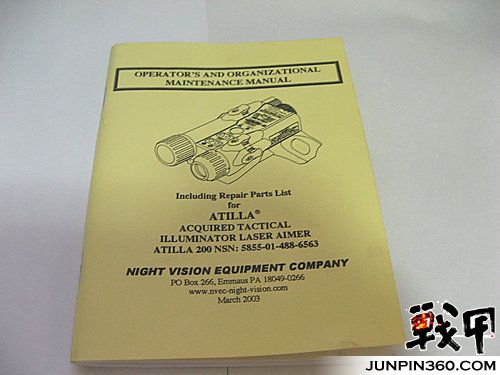 OPERATOR'S AND ORGANIZATIONAL
MAINTENANCE MANUAL
Including Repair Parts List
for
ATILLA®
ACQUIRED TACTICAL
ILLUMINATOR LASER AIMER
ATILLA 200 NSN: 5855-01-488-6563
NIGHT VISION EQUIPMENT COMPANY
PO Box 266, Emmaus PA 18049-0266
www.nvec-night-vision.com
March 2003
戦甲
JUNPIN360.COM